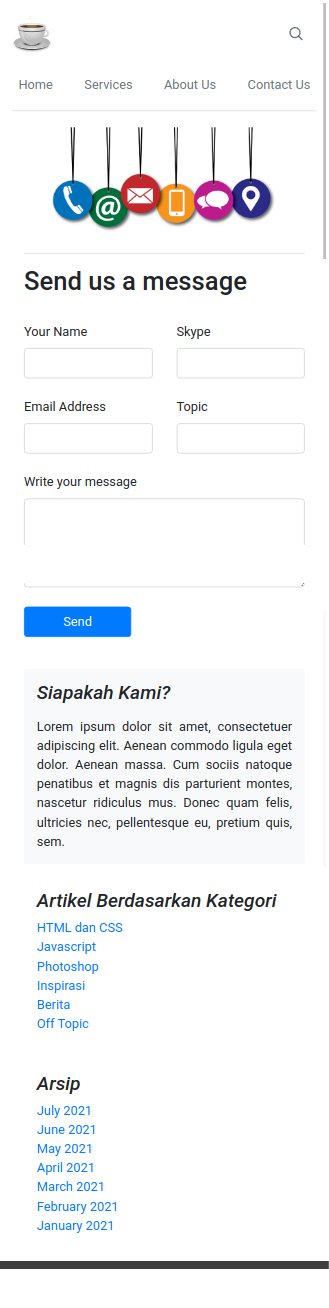 Home Services About Us Contact Us
@
Send us a message
Your Name Skype
Email Address Topic
Write your message
Send
Siapakah Kami?
Lorem ipsum dolor sit amet, consectetuer
adipiscing elit. Aenean commodo ligula eget
dolor. Aenean massa. Cum sociis natoque
penatibus et magnis dis parturient montes,
nascetur ridiculus mus. Donec quam felis,
ultricies nec, pellentesque eu, pretium quis,
sem.
Artikel Berdasarkan Kategori
HTML dan CSS
Javascript
Photoshop
Inspirasi
Berita
Off Topic
Arsip
July 2021
June 2021
May 2021
April 2021
March 2021
February 2021
January 2021